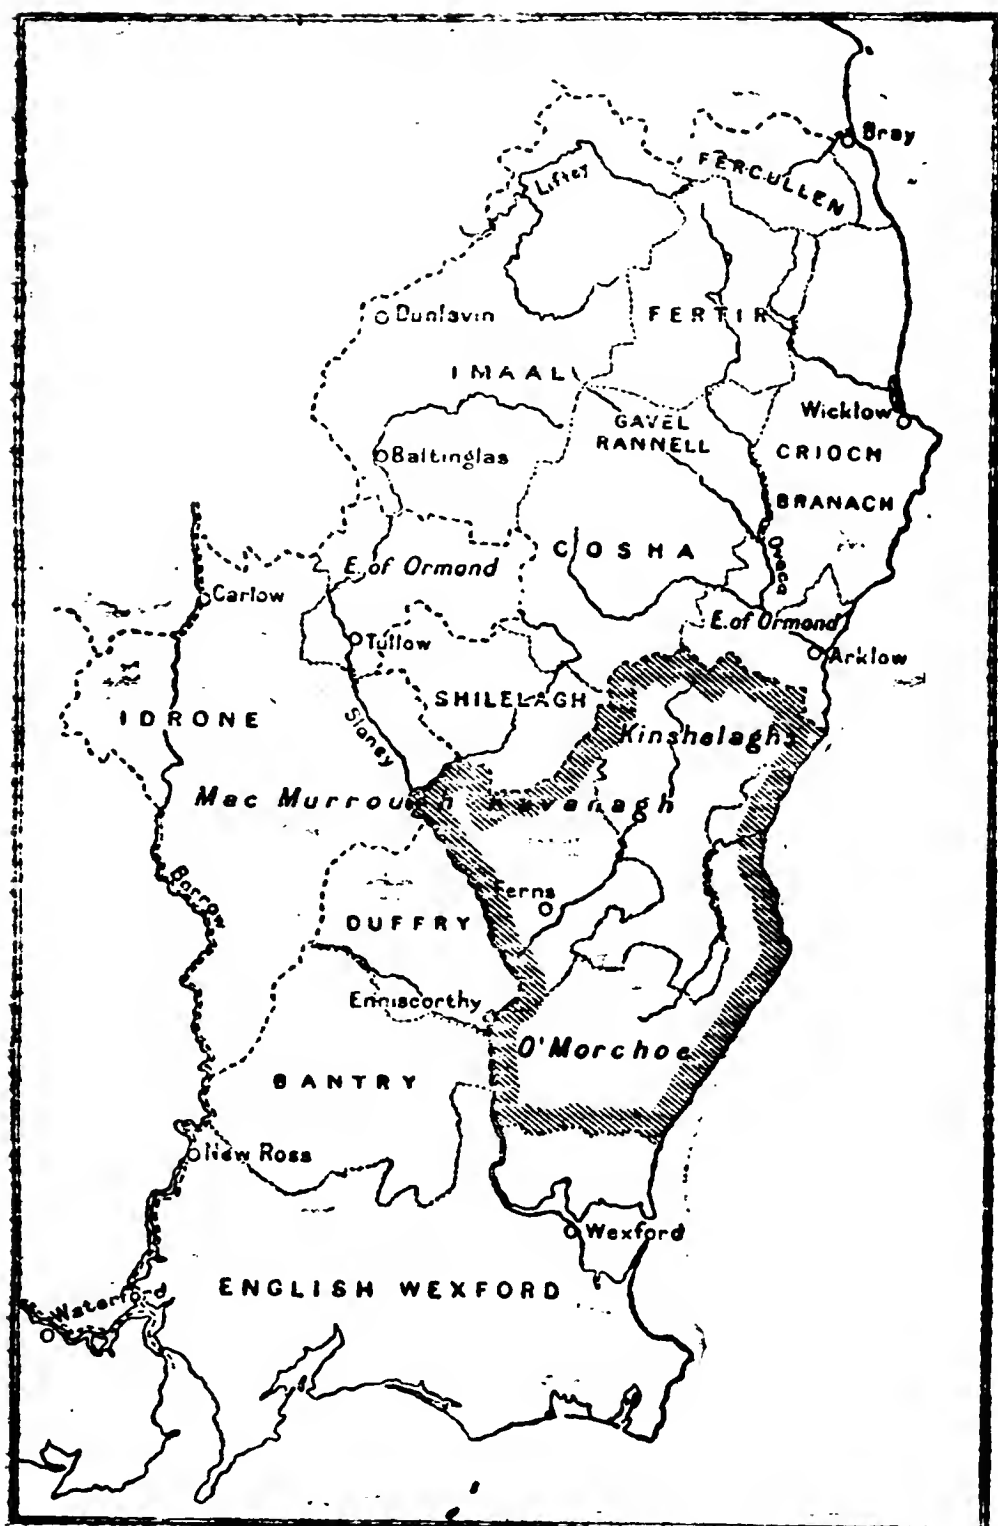 Bray
FERCULLEN
Liffey
Dunlavin
FERTIR
IMAAL
Wicklow
GAVEL
RANNELL
CRIOCH
BRANACH
Baltinglas
COSHA
Ovoca
E. of Ormond
Carlow
E. of Ormond
Tullow
Arklow
SHILELAGH
IDRONE
Slaney
Kinshelaghs
Mac Murrough Kavanagh
Barrow
Ferns
DUFFRY
Enniscorthy
O'Morchoe
BANTRY
New Ross
Wexford
ENGLISH WEXFORD
Waterford